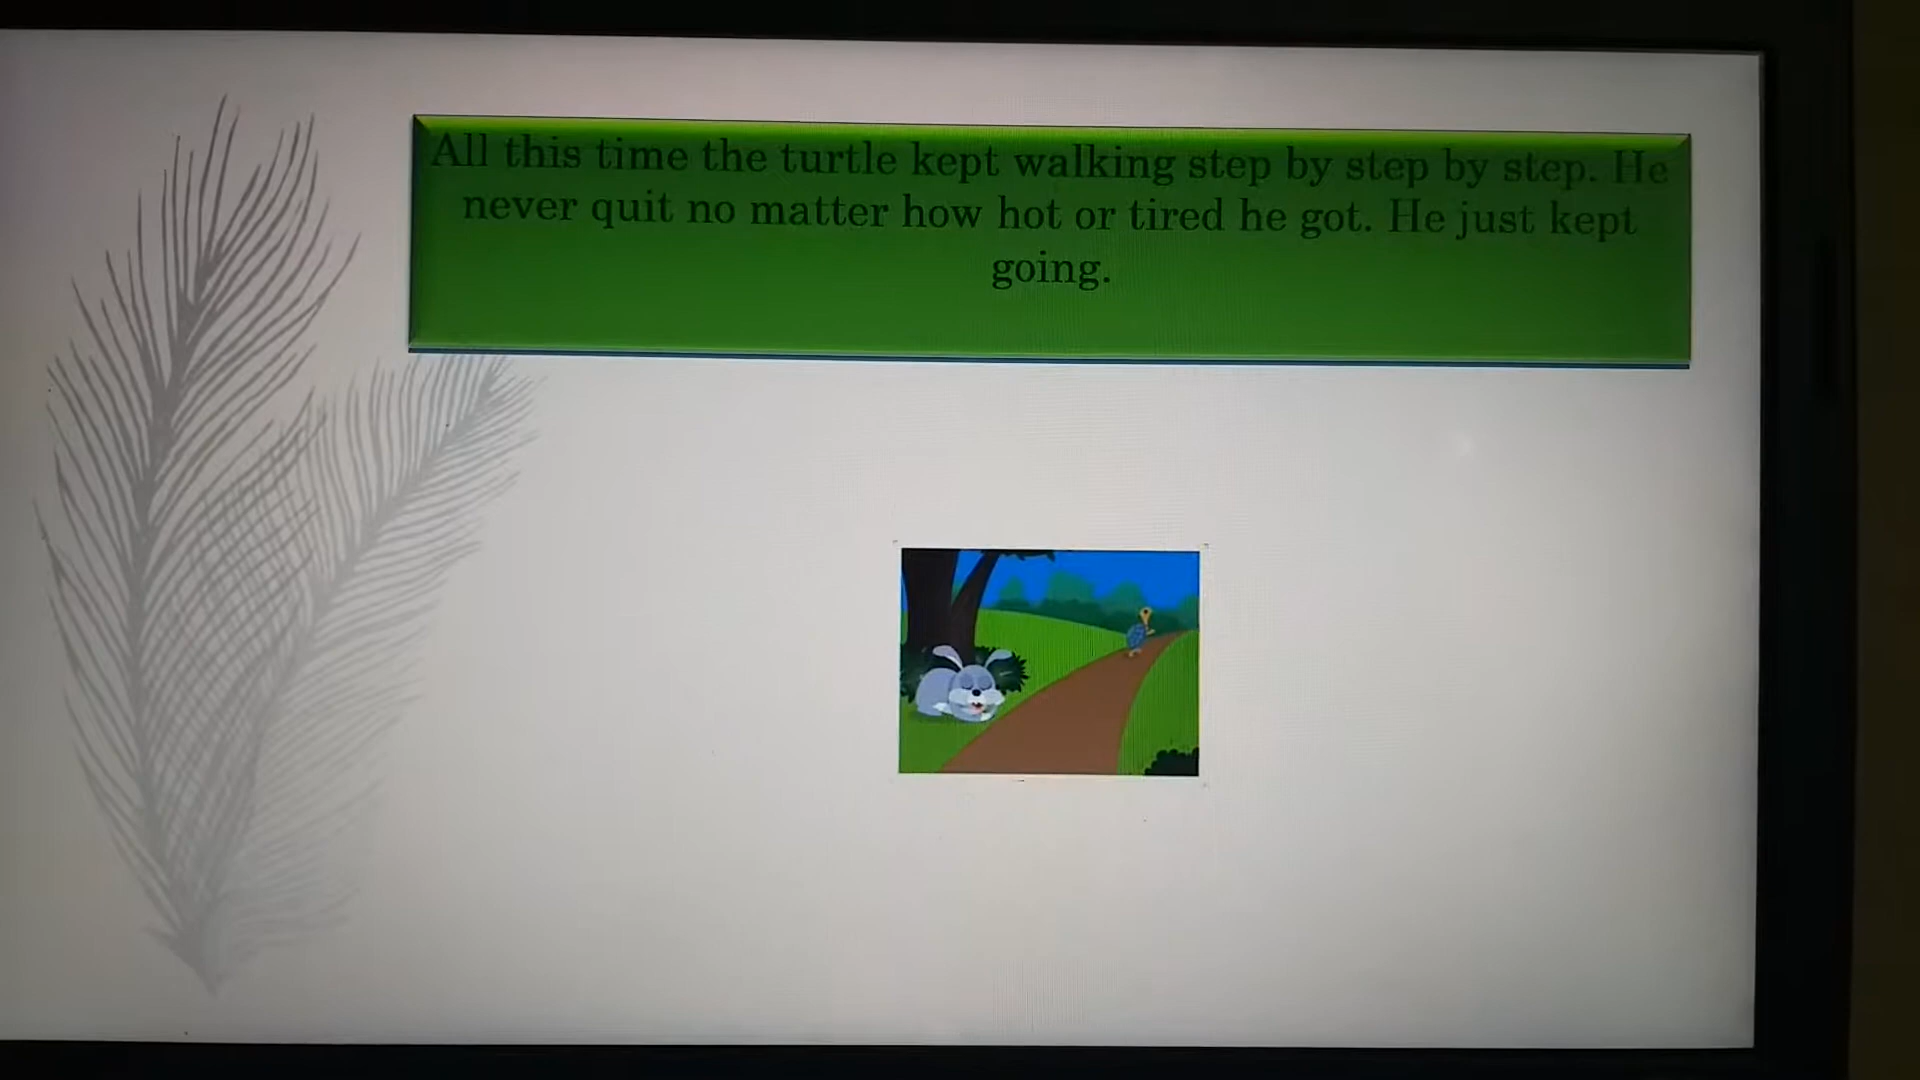 All this time the turtle kept walking step by step by step. He
never quit no matter how hot or tired he got. He just kept
going.